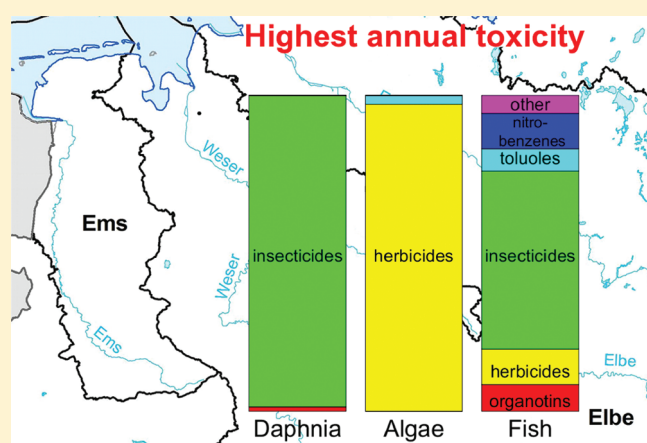 Highest annual toxicity
Weser
Ems
Weser
Ems
insecticides
herbicides
other
nitro-
benzenes
toluoles
insecticides
herbicides
organotins
Elbe
Daphnia
Algae
Fish
Elbe